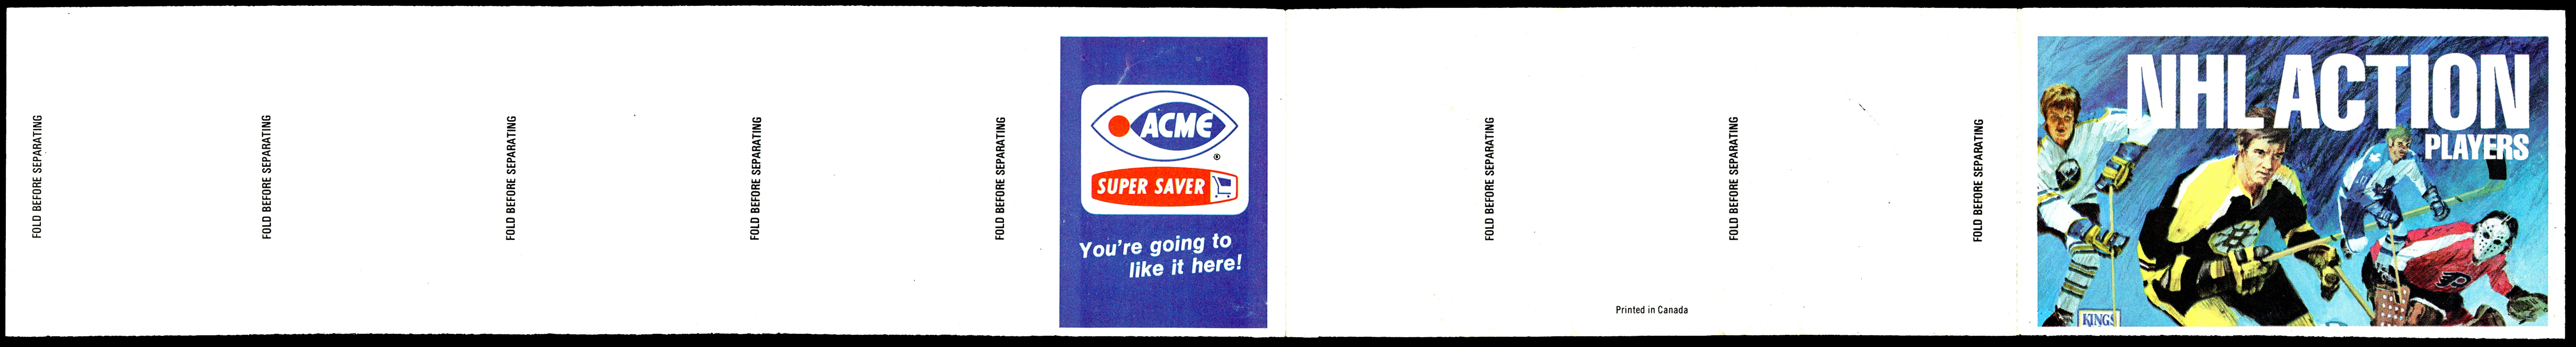 FOLD BEFORE SEPARATING
FOLD BEFORE SEPARATING
FOLD BEFORE SEPARATING
FOLD BEFORE SEPARATING
FOLD BEFORE SEPARATING
ACME
®
SUPER SAVER
You're going to
like it here!
FOLD BEFORE SEPARATING
Printed in Canada
FOLD BEFORE SEPARATING
FOLD BEFORE SEPARATING
NHL ACTION
PLAYERS
KINGS